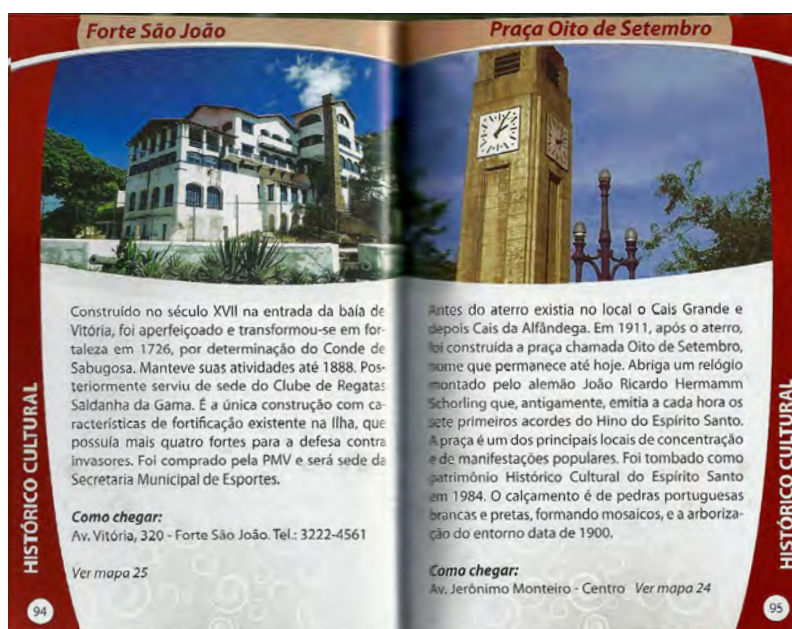 Forte São João
Construído no século XVII na entrada da baía de
Vitória, foi aperfeiçoado e transformou-se em for-
taleza em 1726, por determinação do Conde de
Sabugosa. Manteve suas atividades até 1888. Pos-
teriormente serviu de sede do Clube de Regatas
Saldanha da Gama. É a única construção com ca-
racterísticas de fortificação existente na Ilha, que
possuía mais quatro fortes para a defesa contra
invasores. Foi comprado pela PMV e será sede da
Secretaria Municipal de Esportes.
Como chegar:
Av. Vitória, 320 - Forte São João. Tel.: 3222-4561
Ver mapa 25
HISTÓRICO CULTURAL
94
Praça Oito de Setembro
Antes do aterro existia no local o Cais Grande e
depois Cais da Alfândega. Em 1911, após o aterro,
foi construída a praça chamada Oito de Setembro,
nome que permanece até hoje. Abriga um relógio
montado pelo alemão João Ricardo Hermamm
Schorling que, antigamente, emitia a cada hora os
sete primeiros acordes do Hino do Espírito Santo.
A praça é um dos principais locais de concentração
e de manifestações populares. Foi tombado como
patrimônio Histórico Cultural do Espírito Santo
em 1984. O calçamento é de pedras portuguesas
brancas e pretas, formando mosaicos, e a arboriza-
ção do entorno data de 1900.
Como chegar:
Av. Jerônimo Monteiro - Centro Ver mapa 24
HISTÓRICO CULTURAL
95